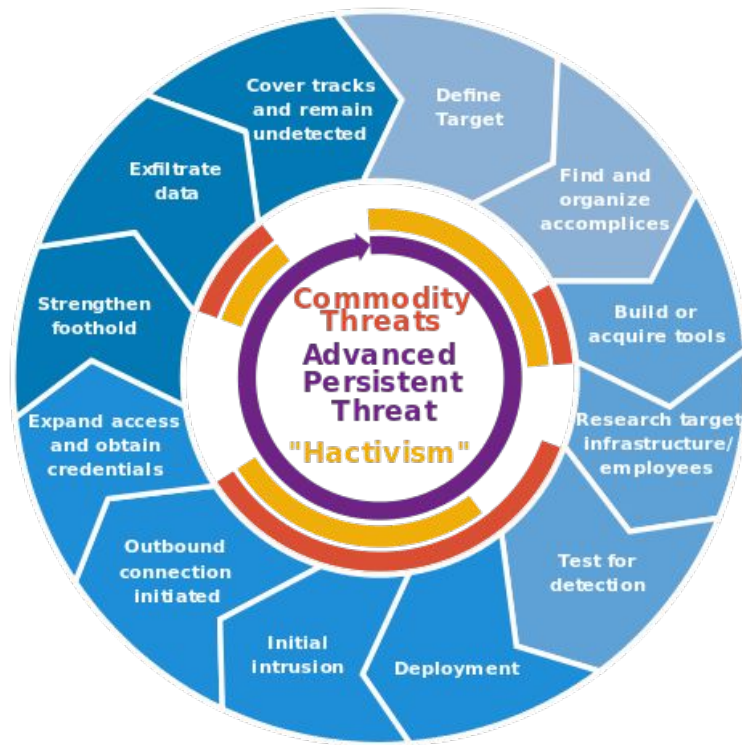 Define
Target
Find and
organize
accomplices
Build or
acquire tools
Research target
infrastructure/
employees
Test for
detection
Deployment
Initial
intrusion
Outbound
connection
initiated
Expand access
and obtain
credentials
Strengthen
foothold
Exfiltrate
data
Cover tracks
and remain
undetected
Commodity
Threats
Advanced
Persistent
Threat
"Hactivism"